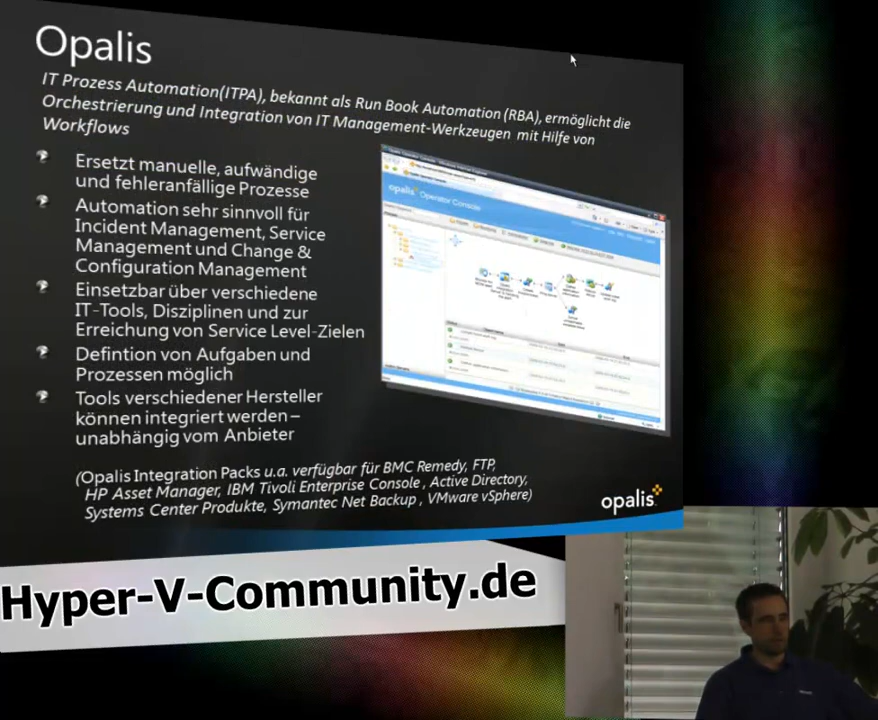 Opalis
IT Prozess Automation(ITPA), bekannt als Run Book Automation (RBA), ermöglicht die
Orchestrierung und Integration von IT Management-Werkzeugen mit Hilfe von
Workflows
Ersetzt manuelle, aufwändige
und fehleranfällige Prozesse
Automation sehr sinnvoll für
Incident Management, Service
Management und Change &
Configuration Management
Einsetzbar über verschiedene
IT-Tools, Disziplinen und zur
Erreichung von Service Level-Zielen
Defintion von Aufgaben und
Prozessen möglich
Tools verschiedener Hersteller
können integriert werden –
unabhängig vom Anbieter
(Opalis Integration Packs u.a. verfügbar für BMC Remedy, FTP,
HP Asset Manager, IBM Tivoli Enterprise Console , Active Directory,
Systems Center Produkte, Symantec Net Backup , VMware vSphere)
opalis Operator Console
opalis
Hyper-V-Community.de